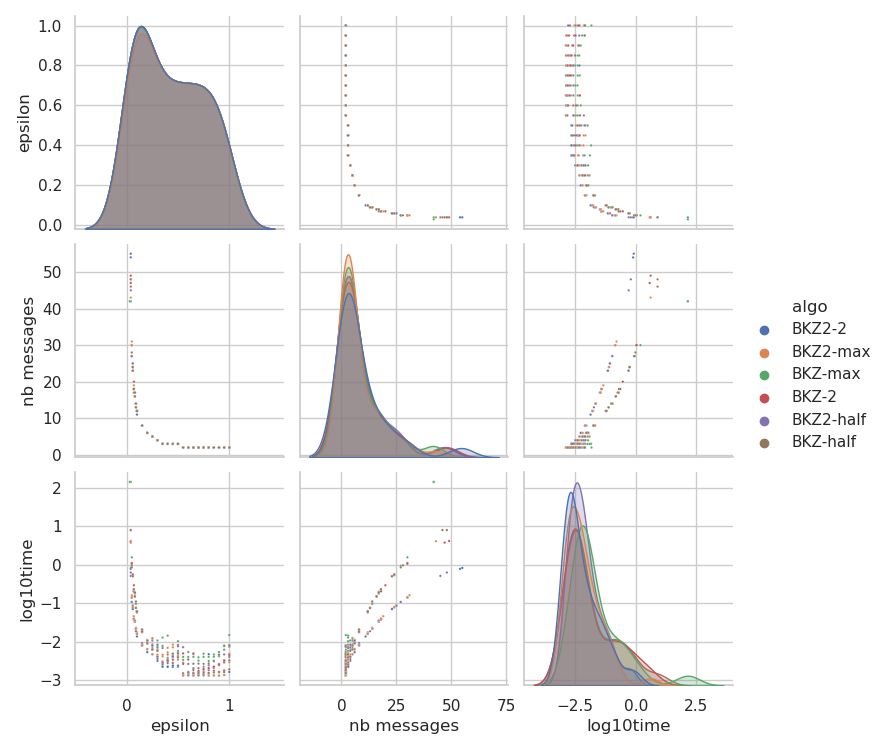 1.0
0.8
0.6
0.4
0.2
0.0
epsilon
50
40
30
20
10
0
nb messages
2
1
0
−1
−2
−3
log10time
0 1
epsilon
0 25 50 75
nb messages
−2.5 0.0 2.5
log10time
algo
BKZ2-2
BKZ2-max
BKZ-max
BKZ-2
BKZ2-half
BKZ-half